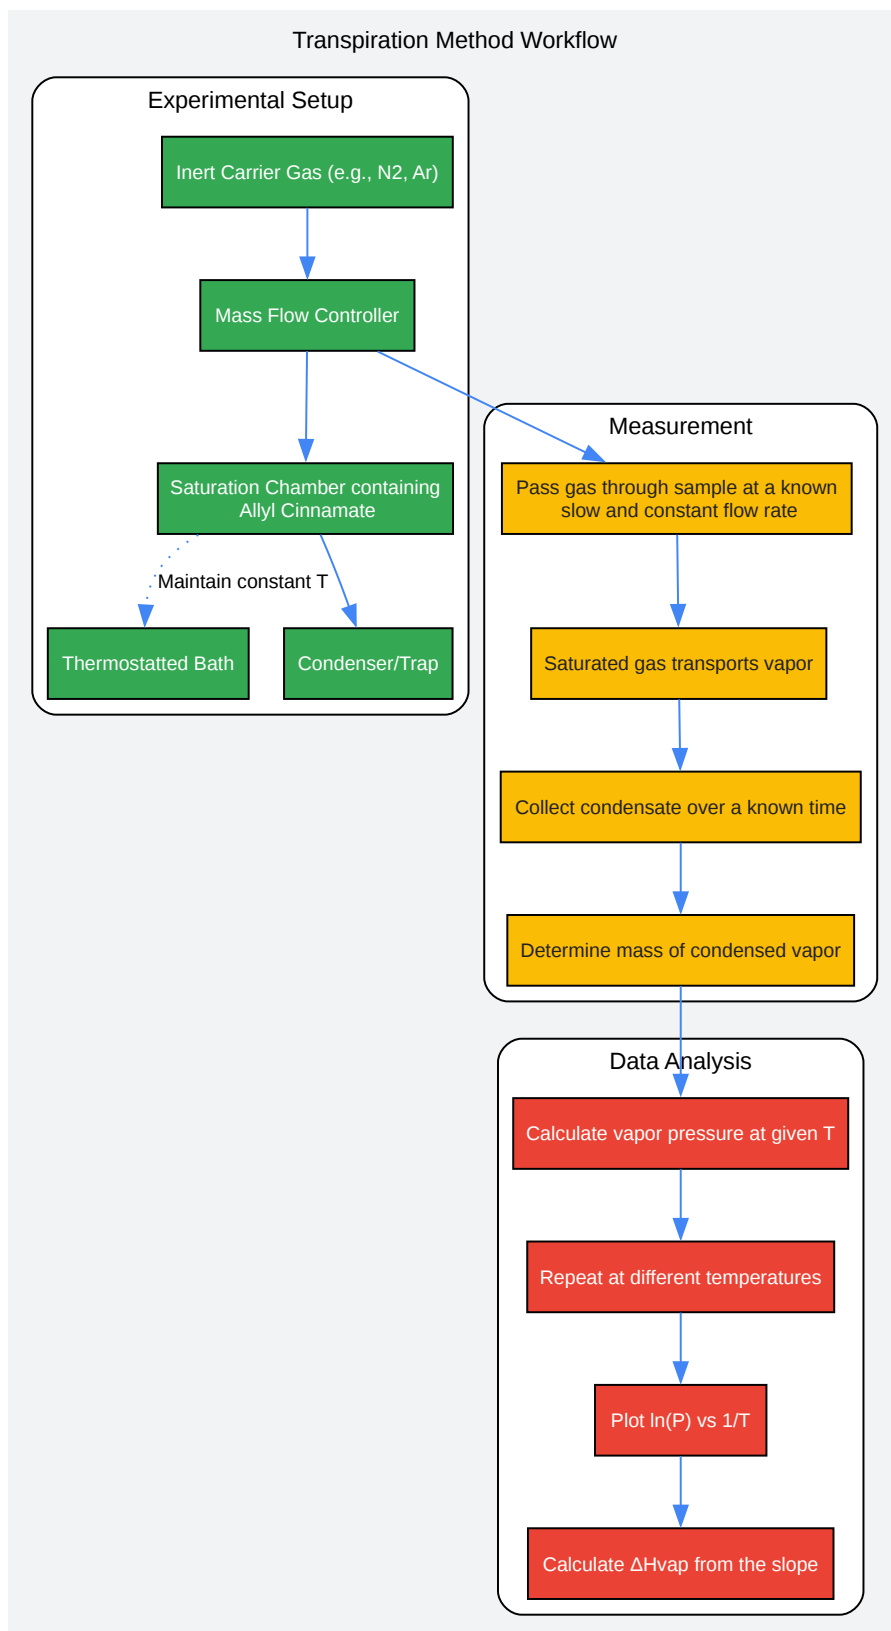 Transpiration Method Workflow
Experimental Setup
Inert Carrier Gas (e.g., N2, Ar)
Mass Flow Controller
Saturation Chamber containing
Allyl Cinnamate
Maintain constant T
Thermostatted Bath
Condenser/Trap
Measurement
Pass gas through sample at a known
slow and constant flow rate
Saturated gas transports vapor
Collect condensate over a known time
Determine mass of condensed vapor
Data Analysis
Calculate vapor pressure at given T
Repeat at different temperatures
Plot ln(P) vs 1/T
Calculate ΔHvap from the slope